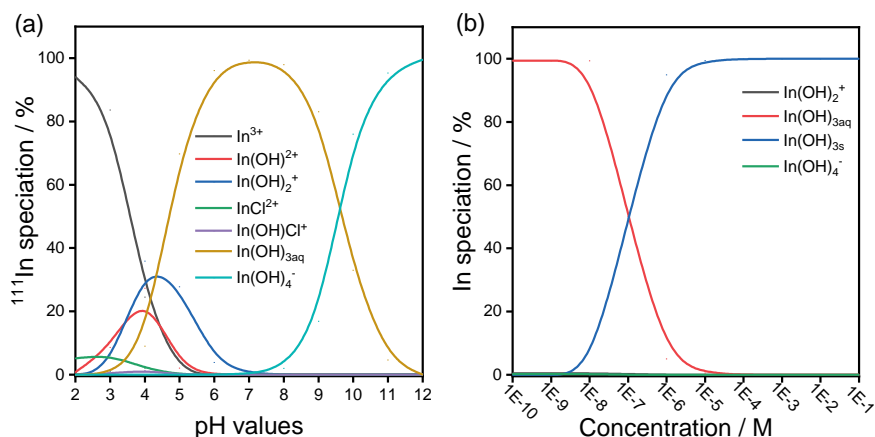 (a)
100
80
60
40
20
0
¹¹¹In speciation / %
In³⁺
In(OH)²⁺
In(OH)₂⁺
InCl²⁺
In(OH)Cl⁺
In(OH)₃aq
In(OH)₄⁻
2 3 4 5 6 7 8 9 10 11 12
pH values
(b)
100
80
60
40
20
0
In speciation / %
In(OH)₂⁺
In(OH)₃aq
In(OH)₃s
In(OH)₄⁻
1E-10 1E-9 1E-8 1E-7 1E-6 1E-5 1E-4 1E-3 1E-2 1E-1
Concentration / M